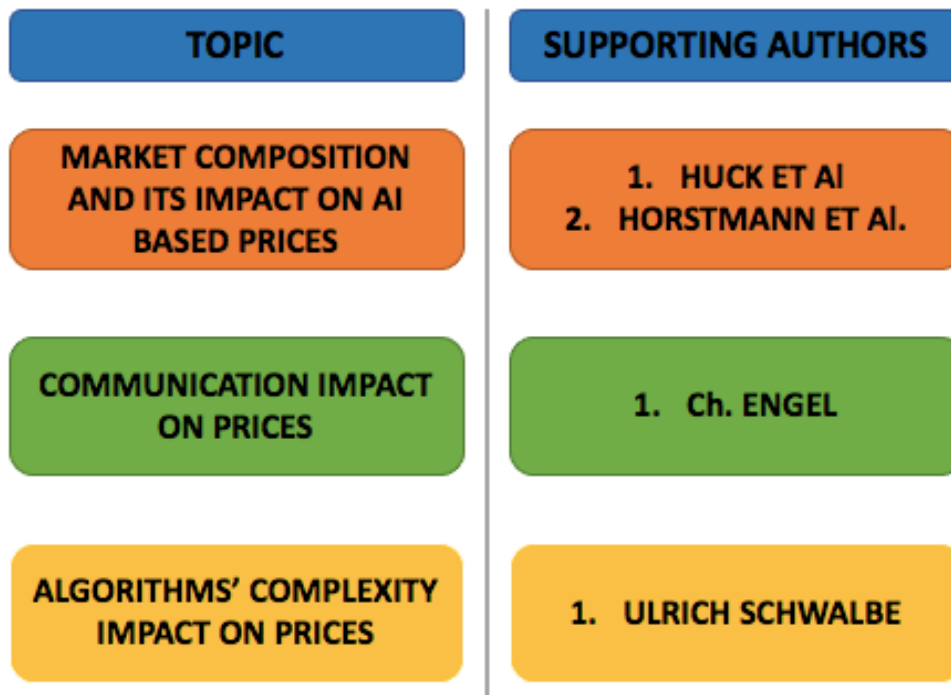 TOPIC
SUPPORTING AUTHORS
MARKET COMPOSITION
AND ITS IMPACT ON AI
BASED PRICES
1. HUCK ET Al
2. HORSTMANN ET Al.
COMMUNICATION IMPACT
ON PRICES
1. Ch. ENGEL
ALGORITHMS’ COMPLEXITY
IMPACT ON PRICES
1. ULRICH SCHWALBE